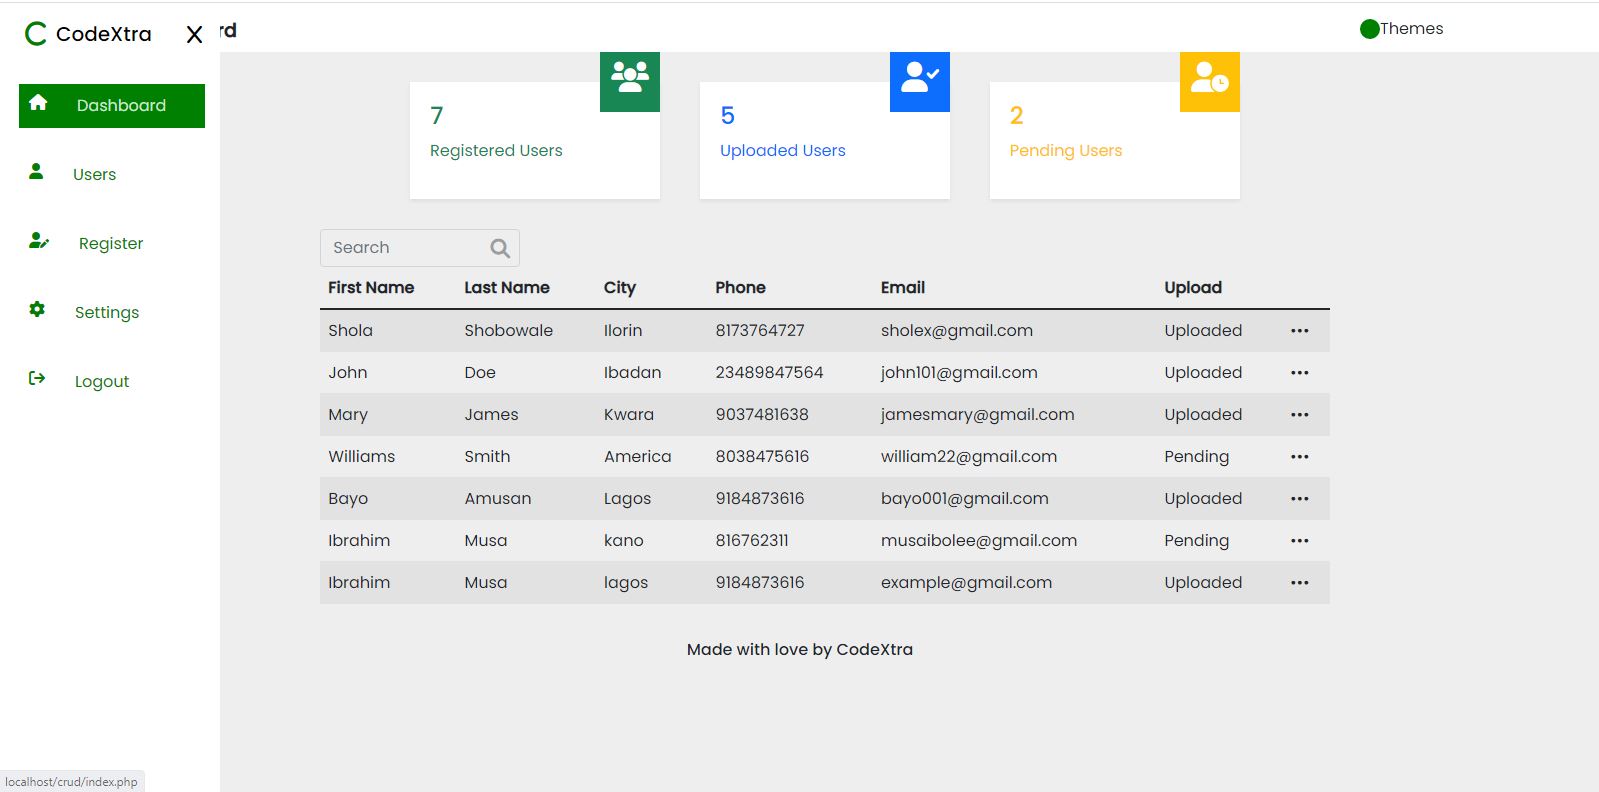 CodeXtra X rd Themes
Dashboard
Users
Register
Settings
Logout
7
Registered Users
5
Uploaded Users
2
Pending Users
Search
First Name Last Name City Phone Email Upload
Shola Shobowale Ilorin 8173764727 sholex@gmail.com Uploaded •••
John Doe Ibadan 23489847564 john101@gmail.com Uploaded •••
Mary James Kwara 9037481638 jamesmary@gmail.com Uploaded •••
Williams Smith America 8038475616 william22@gmail.com Pending •••
Bayo Amusan Lagos 9184873616 bayo001@gmail.com Uploaded •••
Ibrahim Musa kano 816762311 musaibolee@gmail.com Pending •••
Ibrahim Musa lagos 9184873616 example@gmail.com Uploaded •••
Made with love by CodeXtra
localhost/crud/index.php